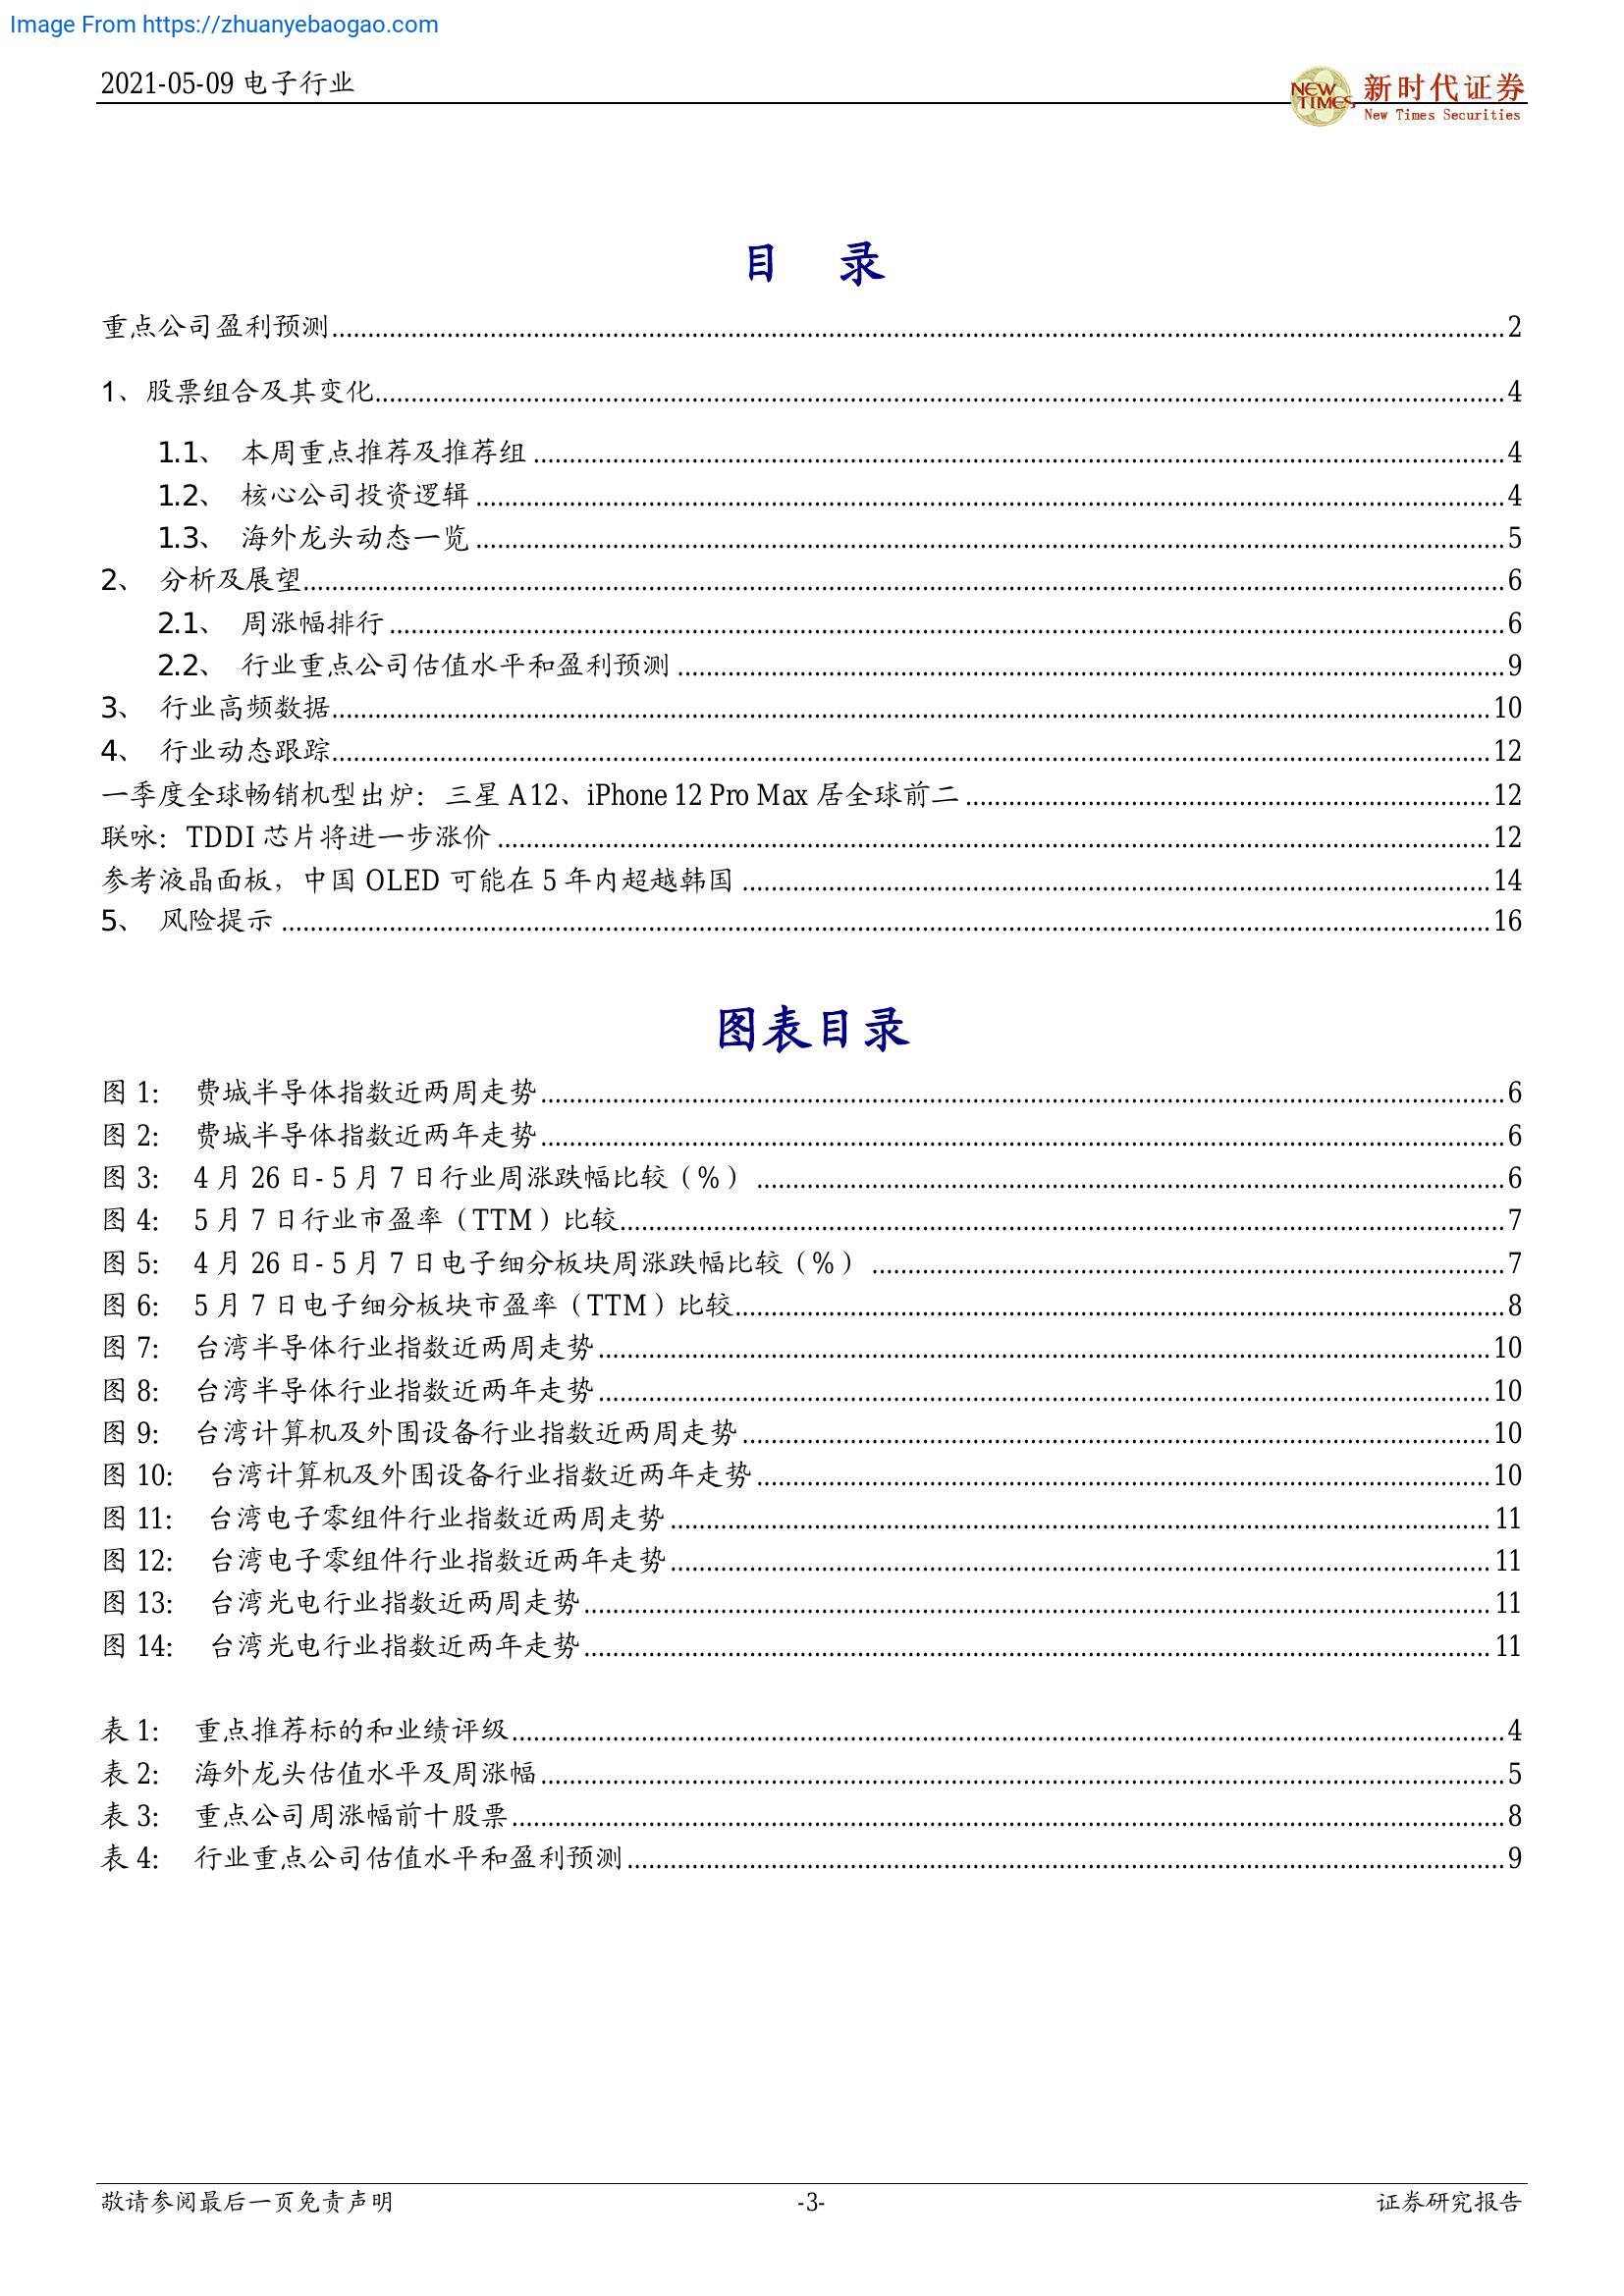 Image From https://zhuanyebaogao.com
2021-05-09 电子行业
NEW TIMES
新时代证券
New Times Securities
目 录
重点公司盈利预测......2
1、股票组合及其变化......4
1.1、 本周重点推荐及推荐组......4
1.2、 核心公司投资逻辑......4
1.3、 海外龙头动态一览......5
2、 分析及展望......6
2.1、 周涨幅排行......6
2.2、 行业重点公司估值水平和盈利预测......9
3、 行业高频数据......10
4、 行业动态跟踪......12
一季度全球畅销机型出炉：三星 A12、iPhone 12 Pro Max 居全球前二......12
联咏：TDDI 芯片将进一步涨价......12
参考液晶面板，中国 OLED 可能在 5 年内超越韩国......14
5、 风险提示......16
图表目录
图 1: 费城半导体指数近两周走势......6
图 2: 费城半导体指数近两年走势......6
图 3: 4 月 26 日- 5 月 7 日行业周涨跌幅比较（%）......6
图 4: 5 月 7 日行业市盈率（TTM）比较......7
图 5: 4 月 26 日- 5 月 7 日电子细分板块周涨跌幅比较（%）......7
图 6: 5 月 7 日电子细分板块市盈率（TTM）比较......8
图 7: 台湾半导体行业指数近两周走势......10
图 8: 台湾半导体行业指数近两年走势......10
图 9: 台湾计算机及外围设备行业指数近两周走势......10
图 10: 台湾计算机及外围设备行业指数近两年走势......10
图 11: 台湾电子零组件行业指数近两周走势......11
图 12: 台湾电子零组件行业指数近两年走势......11
图 13: 台湾光电行业指数近两周走势......11
图 14: 台湾光电行业指数近两年走势......11
表 1: 重点推荐标的和业绩评级......4
表 2: 海外龙头估值水平及周涨幅......5
表 3: 重点公司周涨幅前十股票......8
表 4: 行业重点公司估值水平和盈利预测......9
敬请参阅最后一页免责声明
-3-
证券研究报告